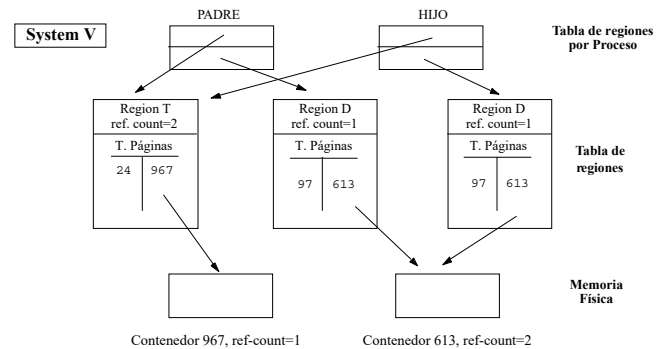 System V
PADRE
HIJO
Tabla de regiones
por Proceso
Region T
ref. count=2
T. Páginas
24 967
Region D
ref. count=1
T. Páginas
97 613
Region D
ref. count=1
T. Páginas
97 613
Tabla de
regiones
Memoria
Física
Contenedor 967, ref-count=1
Contenedor 613, ref-count=2